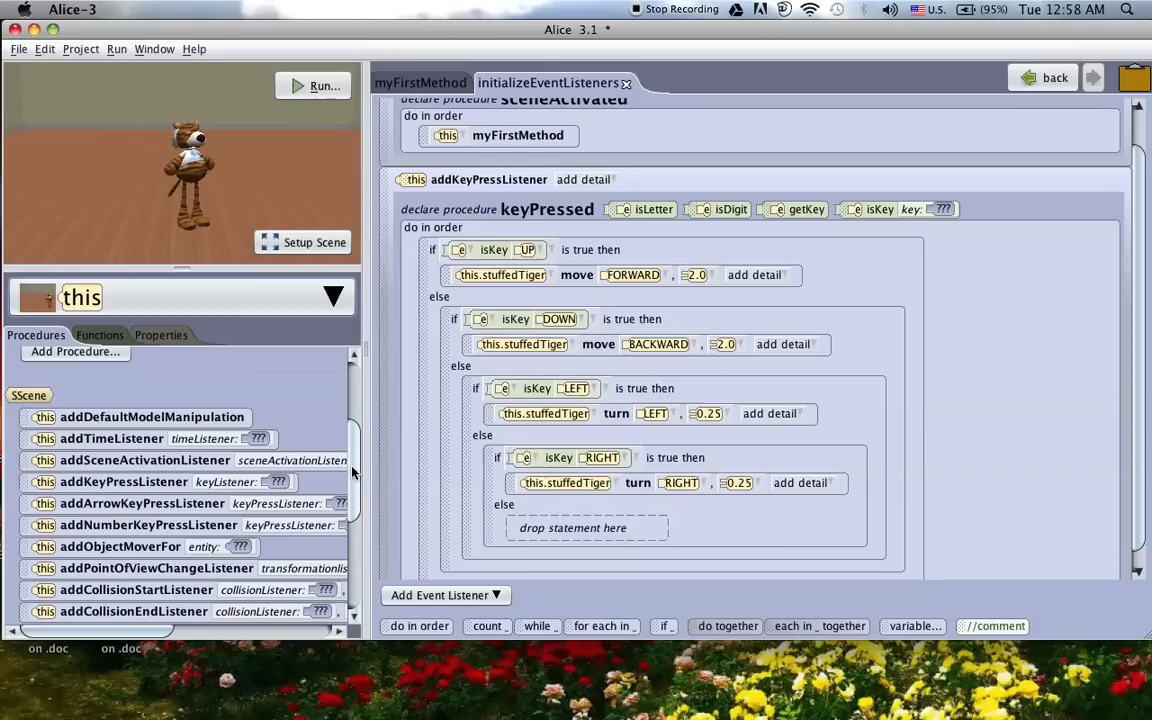 Alice-3 Stop Recording U.S. (95%) Tue 12:58 AM
Alice 3.1 *
File Edit Project Run Window Help
Run...
Setup Scene
this
Procedures Functions Properties
Add Procedure...
SScene
this addDefaultModelManipulation
this addTimeListener timeListener: ???
this addSceneActivationListener sceneActivationListen
this addKeyPressListener keyListener: ???
this addArrowKeyPressListener keyPressListener: ??
this addNumberKeyPressListener keyPressListener:
this addObjectMoverFor entity: ???
this addPointOfViewChangeListener transformationlis
this addCollisionStartListener collisionListener: ??? ,
this addCollisionEndListener collisionListener: ??? ,
myFirstMethod initializeEventListeners back
declare procedure sceneActivated
do in order
this myFirstMethod
this addKeyPressListener add detail
declare procedure keyPressed e isLetter e isDigit e getKey e isKey key: ???
do in order
if e isKey UP is true then
this.stuffedTiger move FORWARD , 2.0 add detail
else
if e isKey DOWN is true then
this.stuffedTiger move BACKWARD , 2.0 add detail
else
if e isKey LEFT is true then
this.stuffedTiger turn LEFT , 0.25 add detail
else
if e isKey RIGHT is true then
this.stuffedTiger turn RIGHT , 0.25 add detail
else
drop statement here
Add Event Listener
do in order count_ while_ for each in_ if_ do together each in_together variable... //comment
on .doc on .doc